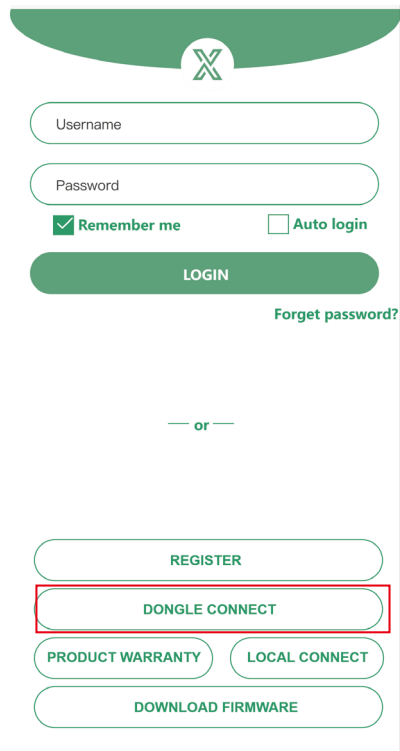 Username
Password
Remember me Auto login
LOGIN
Forget password?
or
REGISTER
DONGLE CONNECT
PRODUCT WARRANTY LOCAL CONNECT
DOWNLOAD FIRMWARE